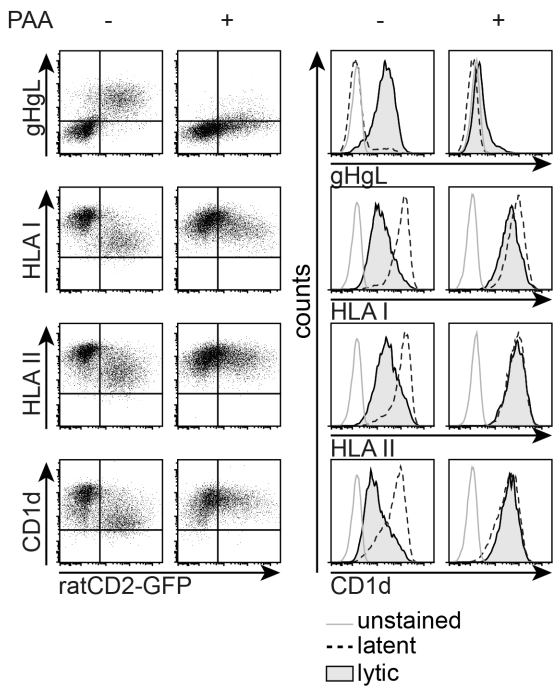 PAA - + - +
gHgL
gHgL
HLA I
HLA I
HLA II
HLA II
CD1d
ratCD2-GFP
CD1d
counts
unstained
latent
lytic